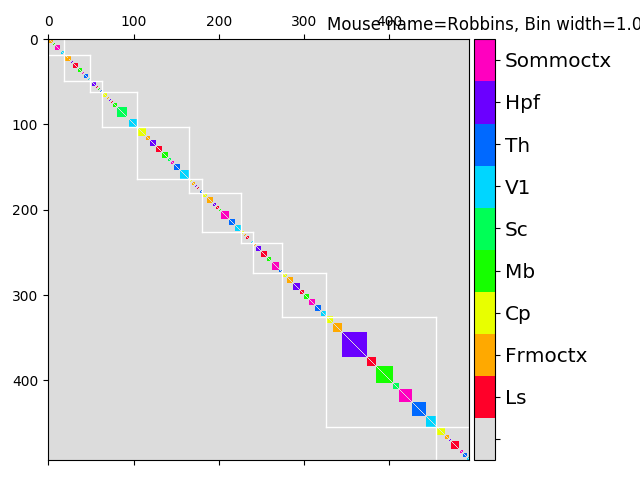 Mouse name=Robbins, Bin width=1.0
0 100 200 300 400
0
100
200
300
400
Sommoctx
Hpf
Th
V1
Sc
Mb
Cp
Frmoctx
Ls